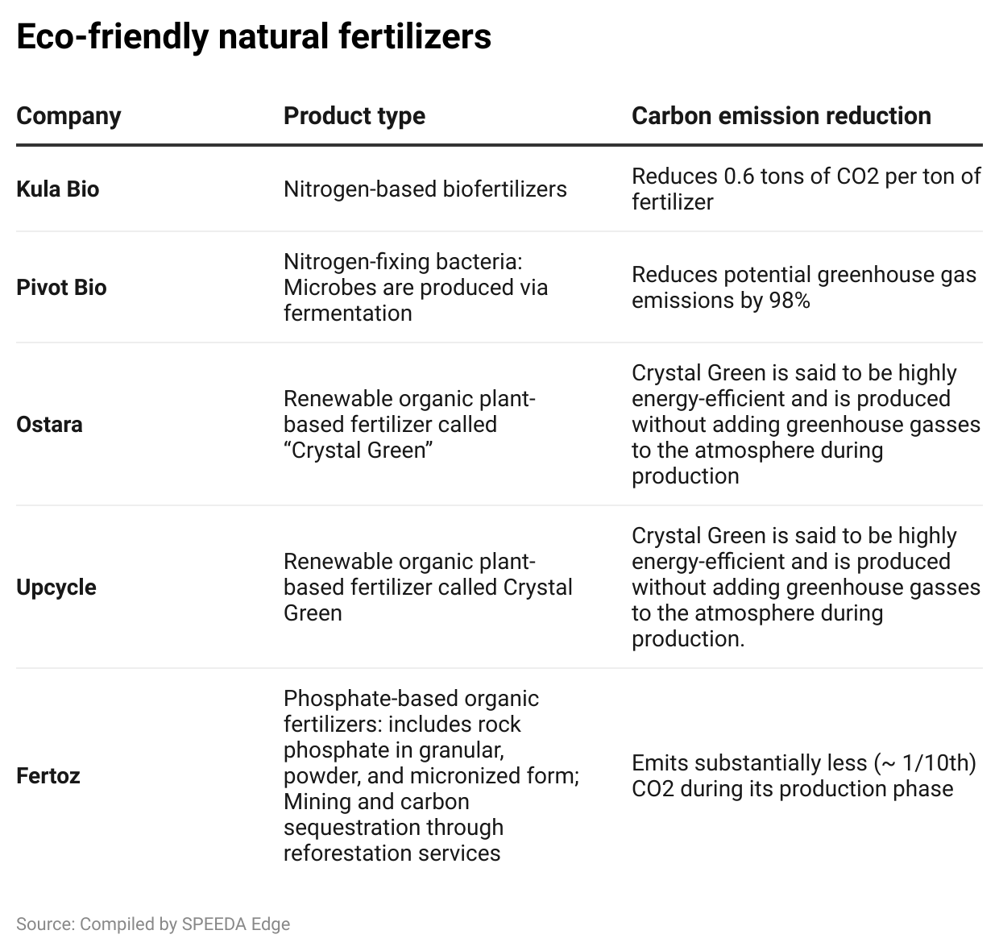 Eco-friendly natural fertilizers
Company Product type Carbon emission reduction
Kula Bio
Nitrogen-based biofertilizers
Reduces 0.6 tons of CO2 per ton of
fertilizer
Pivot Bio
Nitrogen-fixing bacteria:
Microbes are produced via
fermentation
Reduces potential greenhouse gas
emissions by 98%
Ostara
Renewable organic plant-
based fertilizer called
“Crystal Green”
Crystal Green is said to be highly
energy-efficient and is produced
without adding greenhouse gasses
to the atmosphere during
production
Upcycle
Renewable organic plant-
based fertilizer called Crystal
Green
Crystal Green is said to be highly
energy-efficient and is produced
without adding greenhouse gasses
to the atmosphere during
production.
Fertoz
Phosphate-based organic
fertilizers: includes rock
phosphate in granular,
powder, and micronized form;
Mining and carbon
sequestration through
reforestation services
Emits substantially less (~ 1/10th)
CO2 during its production phase
Source: Compiled by SPEEDA Edge